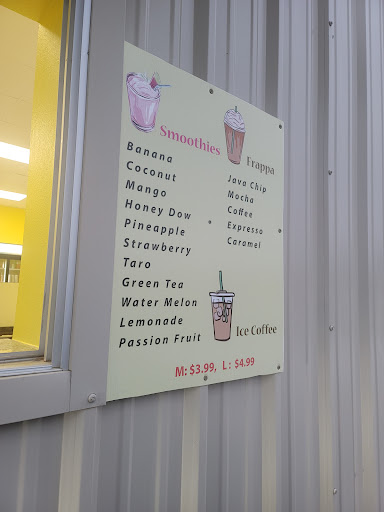 Smoothies
Banana
Coconut
Mango
Honey Dow
Pineapple
Strawberry
Taro
Green Tea
Water Melon
Lemonade
Passion Fruit
Frappa
Java Chip
Mocha
Coffee
Expresso
Caramel
Ice Coffee
M: $3.99, L: $4.99